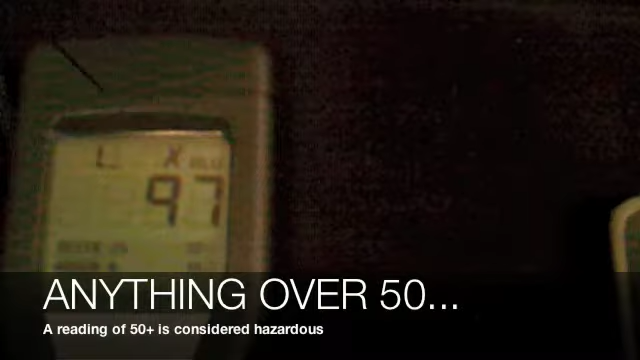 L X
97
ANYTHING OVER 50...
A reading of 50+ is considered hazardous